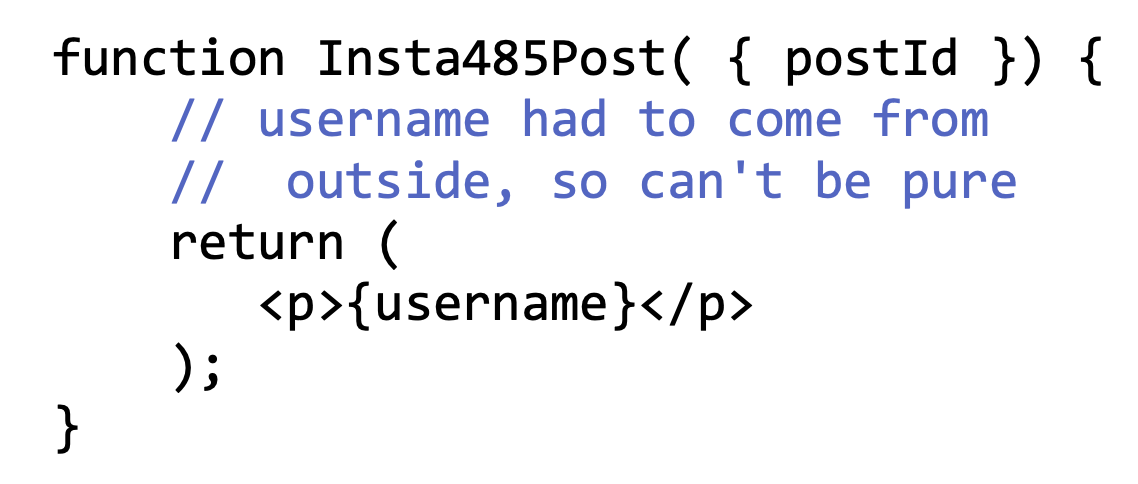 function Insta485Post( { postId }) {
    // username had to come from
    //  outside, so can't be pure
    return (
       <p>{username}</p>
    );
}